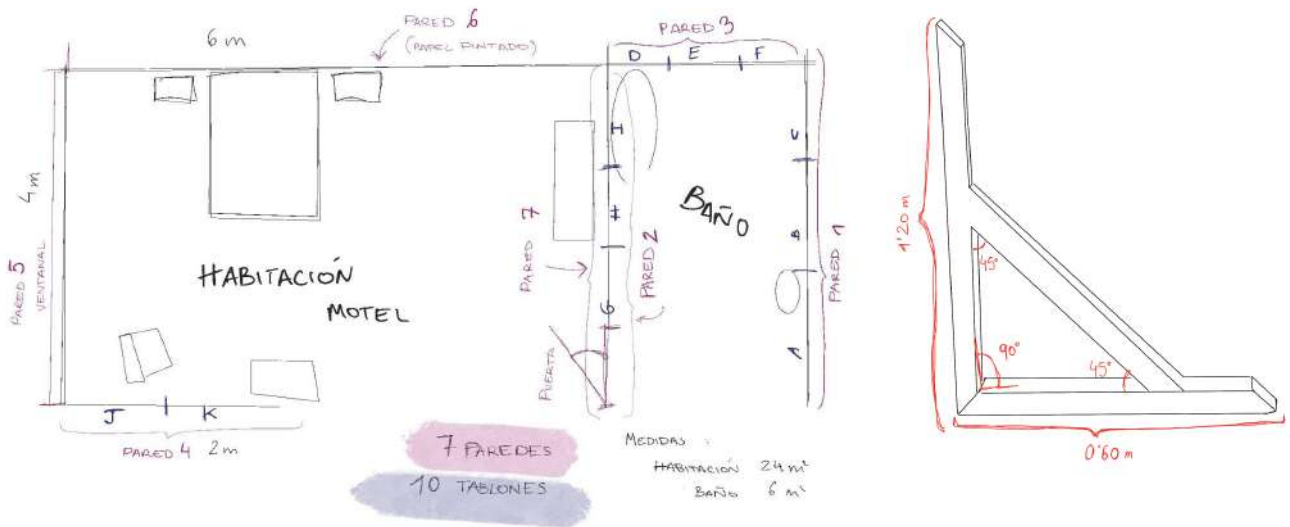 PARED 6
(PAPEL PINTADO)
6 m
PARED 3
D
E
F
4 m
PARED 5
VENTANAL
HABITACIÓN
MOTEL
PARED 7
I
H
G
PARED 2
PUERTA
BAÑO
C
B
A
PARED 1
J
K
PARED 4 2m
7 PAREDES
10 TABLONES
MEDIDAS :
HABITACIÓN 24 m²
BAÑO 6 m²
1'20 m
45°
90°
45°
0'60 m